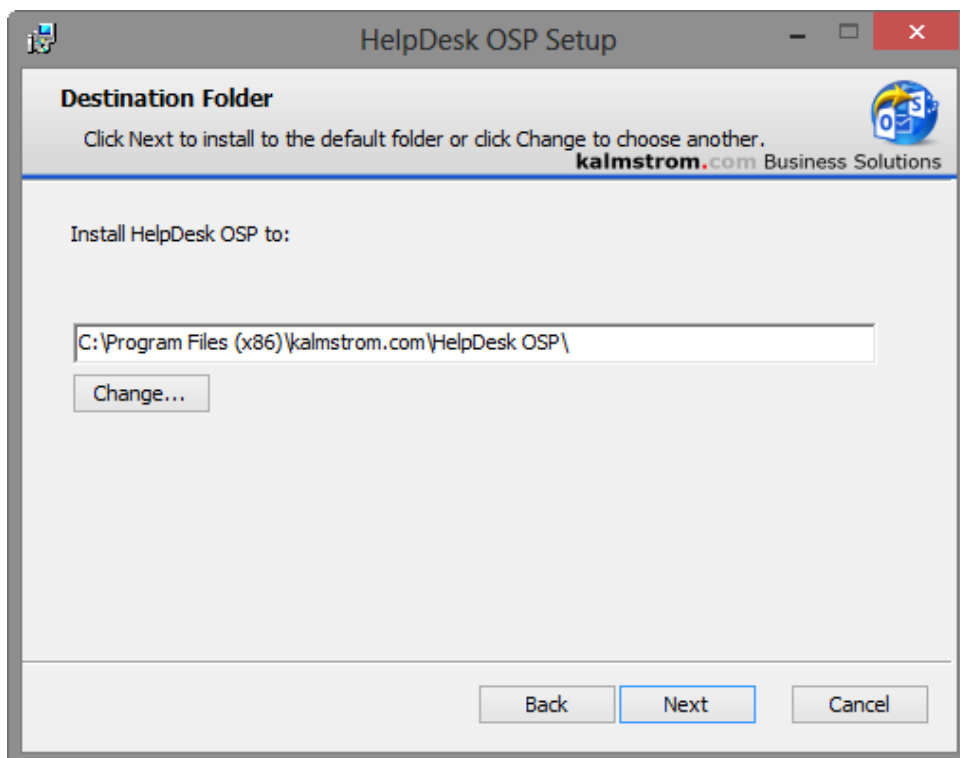 HelpDesk OSP Setup
Destination Folder
Click Next to install to the default folder or click Change to choose another.
kalmstrom.com Business Solutions
Install HelpDesk OSP to:
C:\Program Files (x86)\kalmstrom.com\HelpDesk OSP\
Change...
Back Next Cancel